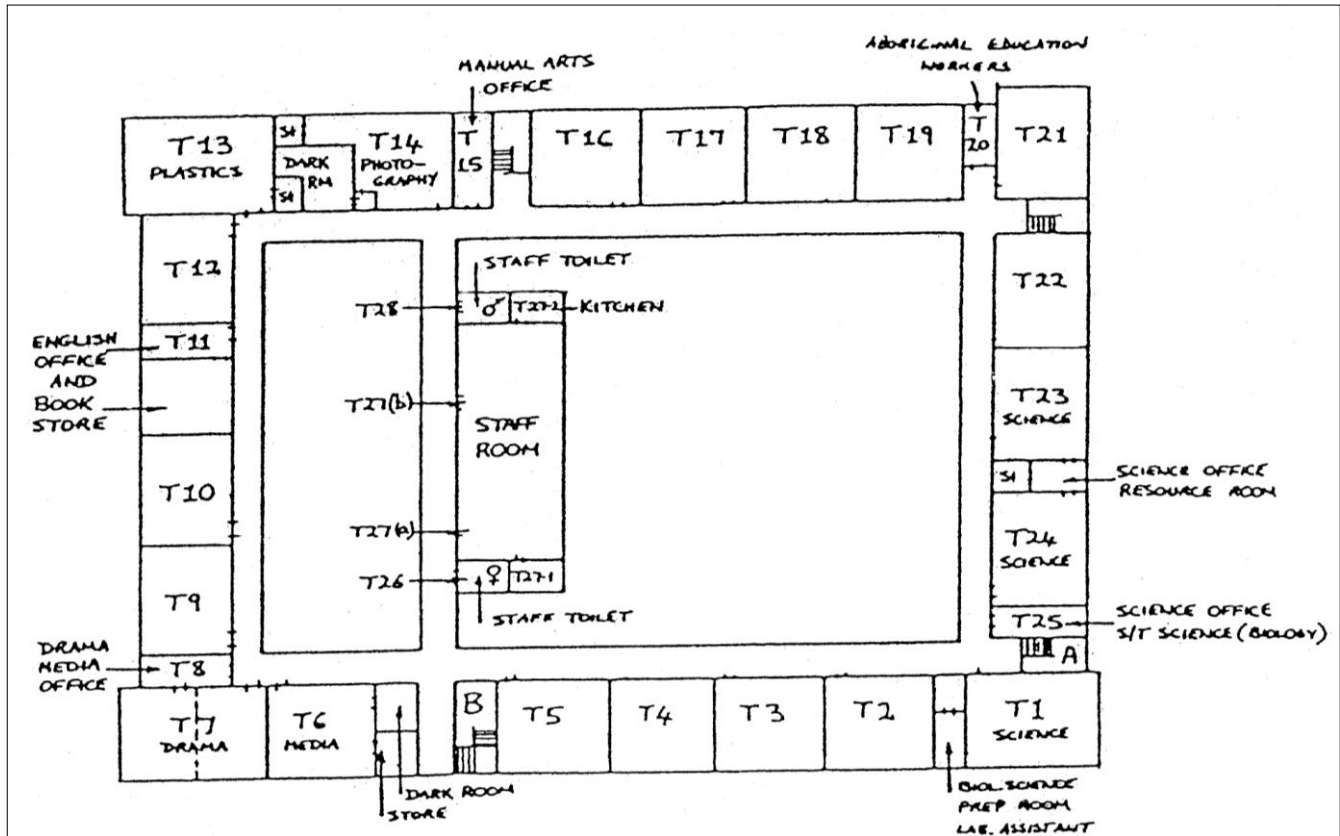 ABORIGINAL EDUCATION
WORKERS
MANUAL ARTS
OFFICE
T13
PLASTICS
St
DARK
RM
St
T14
PHOTO-
GRAPHY
T
15
T16
T17
T18
T19
T
20
T21
T12
STAFF TOILET
T28
♂
T27-2
KITCHEN
T22
ENGLISH
OFFICE
AND
BOOK
STORE
T11
T27(b)
STAFF
ROOM
T23
SCIENCE
T10
St
SCIENCE OFFICE
RESOURCE ROOM
T27(a)
T24
SCIENCE
T9
T26
♀
T27-1
STAFF TOILET
T25
SCIENCE OFFICE
S/T SCIENCE (BIOLOGY)
DRAMA
MEDIA
OFFICE
T8
A
T7
DRAMA
T6
MEDIA
B
T5
T4
T3
T2
T1
SCIENCE
DARK ROOM
STORE
BIOL. SCIENCE
PREP ROOM
LAB. ASSISTANT